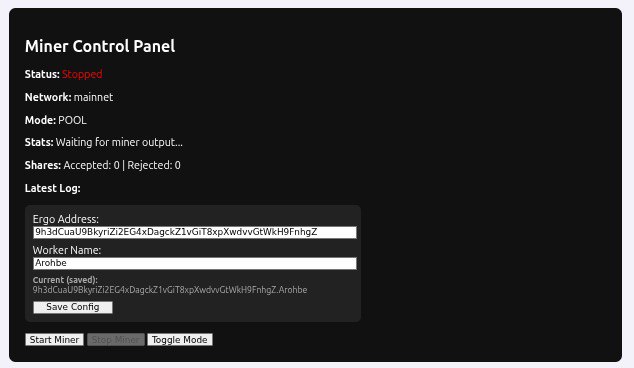 Miner Control Panel
Status: Stopped
Network: mainnet
Mode: POOL
Stats: Waiting for miner output...
Shares: Accepted: 0 | Rejected: 0
Latest Log:
Ergo Address:
9h3dCuaU9BkyriZi2EG4xDagckZ1vGiT8xpXwdvvGtWkH9FnhgZ
Worker Name:
Arohbe
Current (saved):
9h3dCuaU9BkyriZi2EG4xDagckZ1vGiT8xpXwdvvGtWkH9FnhgZ.Arohbe
Save Config
Start Miner Stop Miner Toggle Mode